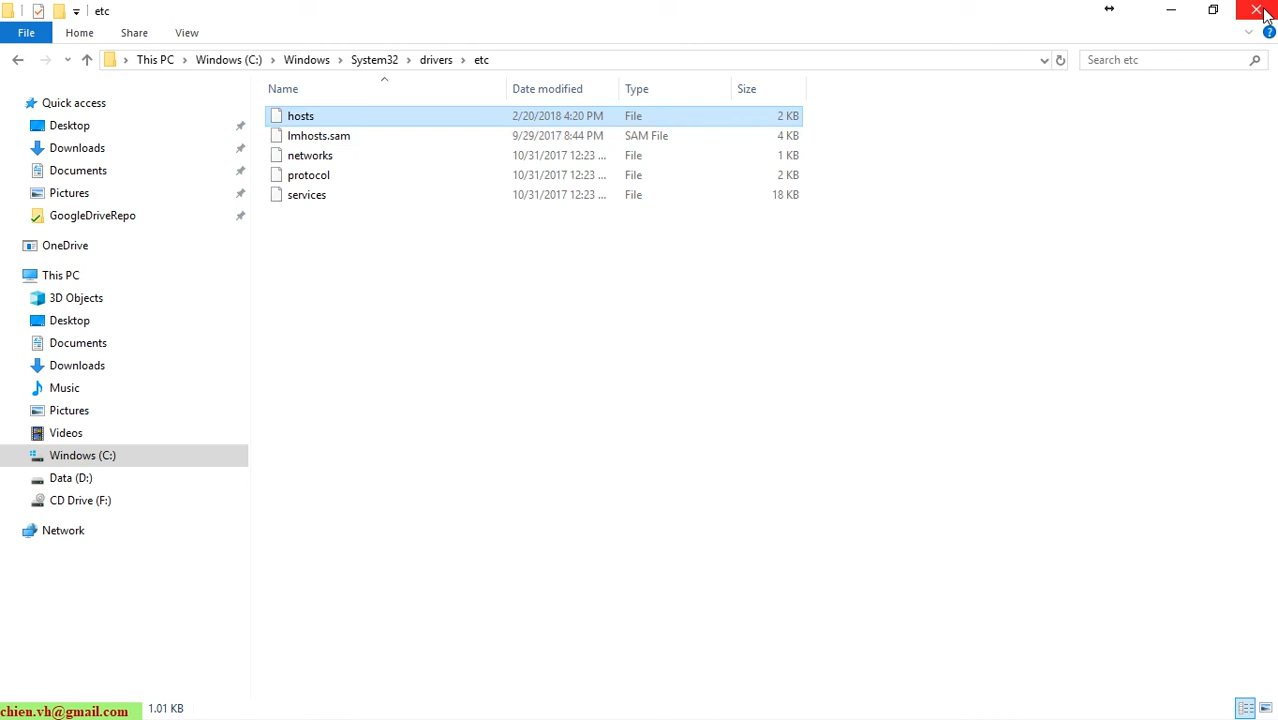 etc
File Home Share View
This PC Windows (C:) Windows System32 drivers etc Search etc
Name Date modified Type Size
hosts 2/20/2018 4:20 PM File 2 KB
lmhosts.sam 9/29/2017 8:44 PM SAM File 4 KB
networks 10/31/2017 12:23 ... File 1 KB
protocol 10/31/2017 12:23 ... File 2 KB
services 10/31/2017 12:23 ... File 18 KB
Quick access
Desktop
Downloads
Documents
Pictures
GoogleDriveRepo
OneDrive
This PC
3D Objects
Desktop
Documents
Downloads
Music
Pictures
Videos
Windows (C:)
Data (D:)
CD Drive (F:)
Network
chien.vh@gmail.com 1.01 KB